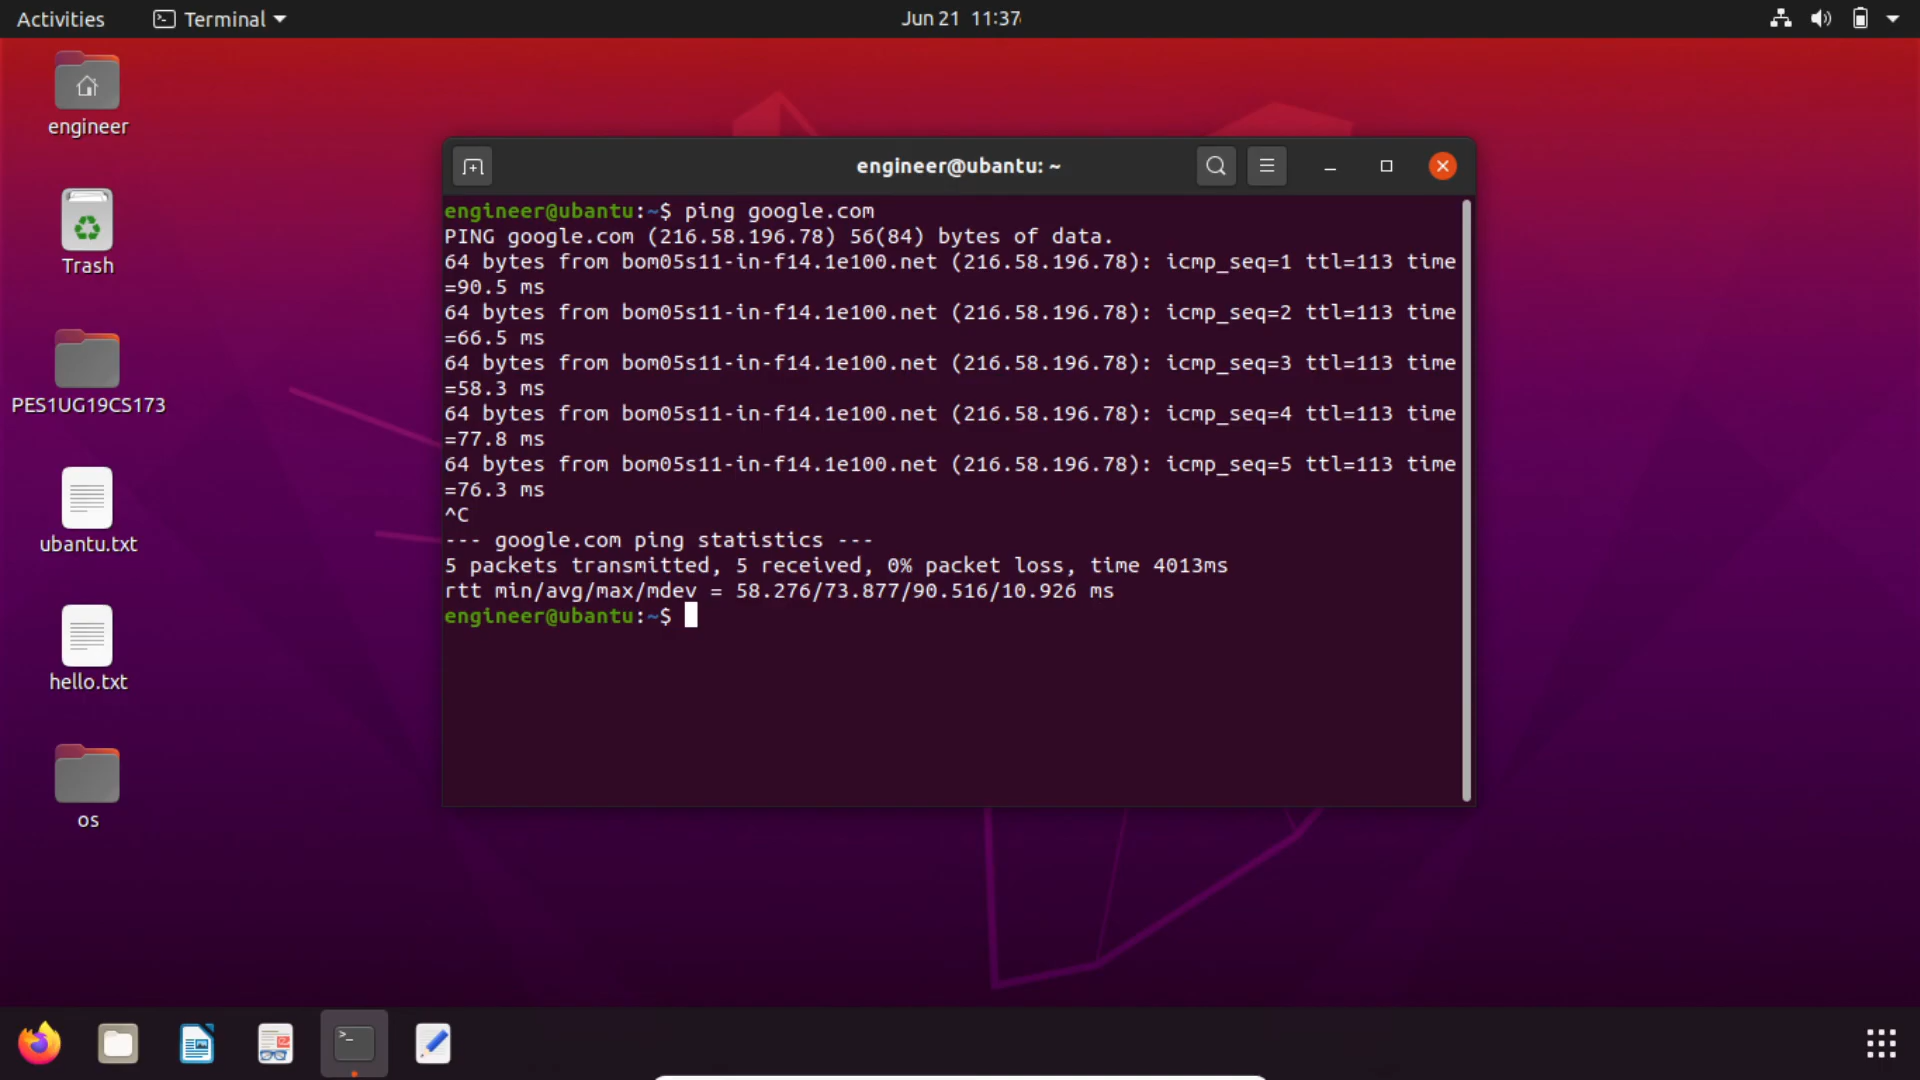 Activities
Terminal
Jun 21 11:37
engineer
Trash
PES1UG19CS173
ubantu.txt
hello.txt
os
engineer@ubantu: ~
engineer@ubantu:~$ ping google.com
PING google.com (216.58.196.78) 56(84) bytes of data.
64 bytes from bom05s11-in-f14.1e100.net (216.58.196.78): icmp_seq=1 ttl=113 time
=90.5 ms
64 bytes from bom05s11-in-f14.1e100.net (216.58.196.78): icmp_seq=2 ttl=113 time
=66.5 ms
64 bytes from bom05s11-in-f14.1e100.net (216.58.196.78): icmp_seq=3 ttl=113 time
=58.3 ms
64 bytes from bom05s11-in-f14.1e100.net (216.58.196.78): icmp_seq=4 ttl=113 time
=77.8 ms
64 bytes from bom05s11-in-f14.1e100.net (216.58.196.78): icmp_seq=5 ttl=113 time
=76.3 ms
^C
--- google.com ping statistics ---
5 packets transmitted, 5 received, 0% packet loss, time 4013ms
rtt min/avg/max/mdev = 58.276/73.877/90.516/10.926 ms
engineer@ubantu:~$